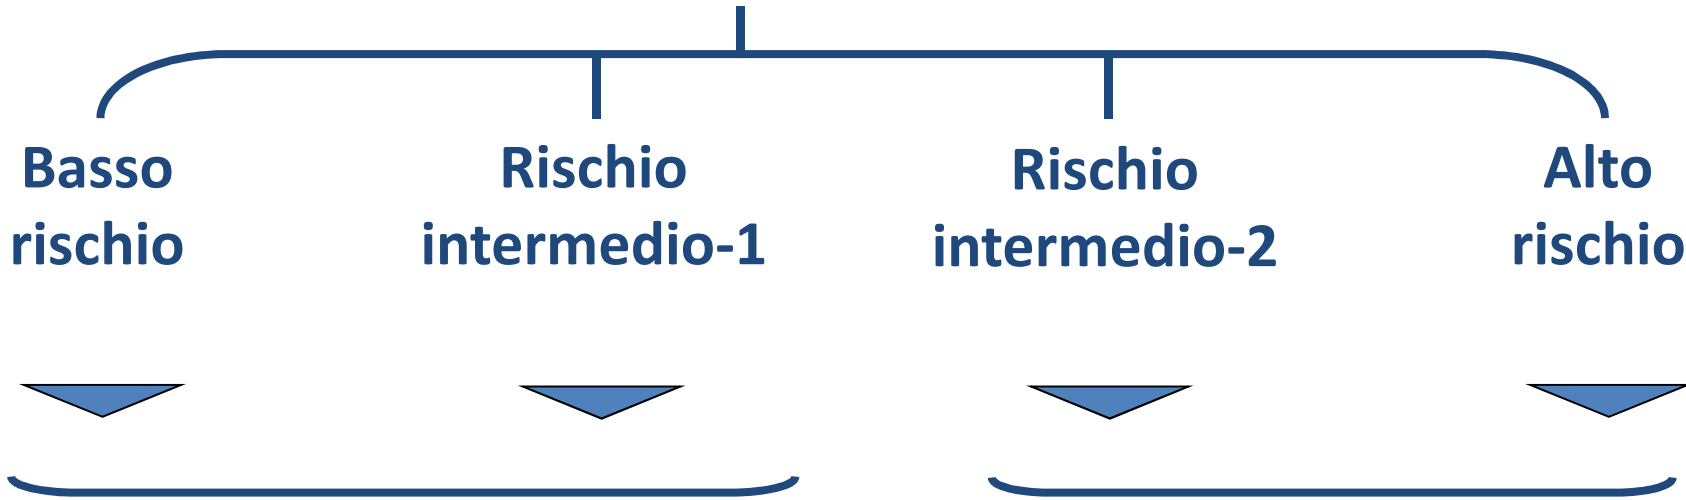 Basso
rischio
Rischio
intermedio-1
Rischio
intermedio-2
Alto
rischio